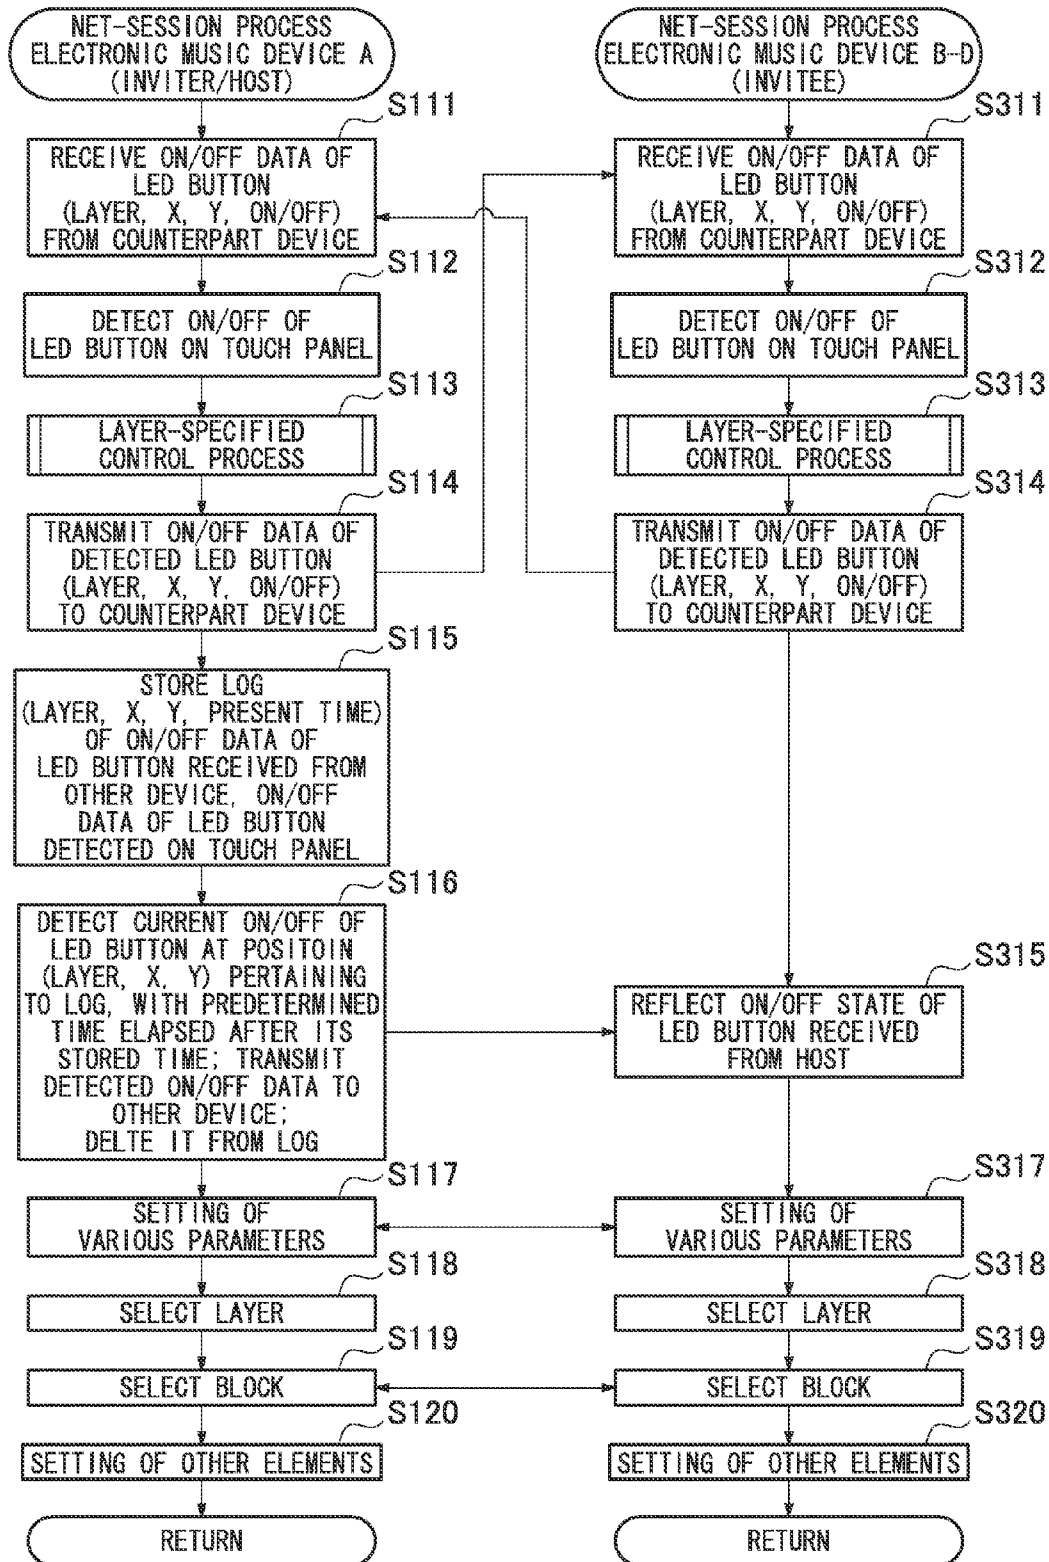 NET-SESSION PROCESS
ELECTRONIC MUSIC DEVICE A
(INVITER/HOST)
S111
RECEIVE ON/OFF DATA OF
LED BUTTON
(LAYER, X, Y, ON/OFF)
FROM COUNTERPART DEVICE
S112
DETECT ON/OFF OF
LED BUTTON ON TOUCH PANEL
S113
LAYER-SPECIFIED
CONTROL PROCESS
S114
TRANSMIT ON/OFF DATA OF
DETECTED LED BUTTON
(LAYER, X, Y, ON/OFF)
TO COUNTERPART DEVICE
S115
STORE LOG
(LAYER, X, Y, PRESENT TIME)
OF ON/OFF DATA OF
LED BUTTON RECEIVED FROM
OTHER DEVICE, ON/OFF
DATA OF LED BUTTON
DETECTED ON TOUCH PANEL
S116
DETECT CURRENT ON/OFF OF
LED BUTTON AT POSITOIN
(LAYER, X, Y) PERTAINING
TO LOG, WITH PREDETERMINED
TIME ELAPSED AFTER ITS
STORED TIME; TRANSMIT
DETECTED ON/OFF DATA TO
OTHER DEVICE;
DELTE IT FROM LOG
S117
SETTING OF
VARIOUS PARAMETERS
S118
SELECT LAYER
S119
SELECT BLOCK
S120
SETTING OF OTHER ELEMENTS
RETURN
NET-SESSION PROCESS
ELECTRONIC MUSIC DEVICE B-D
(INVITEE)
S311
RECEIVE ON/OFF DATA OF
LED BUTTON
(LAYER, X, Y, ON/OFF)
FROM COUNTERPART DEVICE
S312
DETECT ON/OFF OF
LED BUTTON ON TOUCH PANEL
S313
LAYER-SPECIFIED
CONTROL PROCESS
S314
TRANSMIT ON/OFF DATA OF
DETECTED LED BUTTON
(LAYER, X, Y, ON/OFF)
TO COUNTERPART DEVICE
S315
REFLECT ON/OFF STATE OF
LED BUTTON RECEIVED
FROM HOST
S317
SETTING OF
VARIOUS PARAMETERS
S318
SELECT LAYER
S319
SELECT BLOCK
S320
SETTING OF OTHER ELEMENTS
RETURN